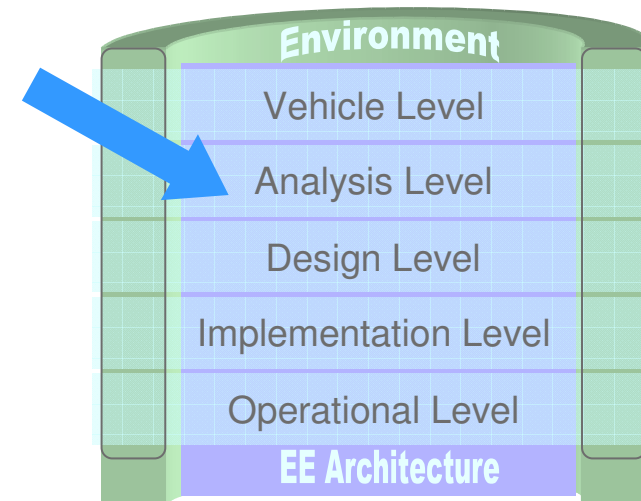 Environment
Vehicle Level
Analysis Level
Design Level
Implementation Level
Operational Level
EE Architecture